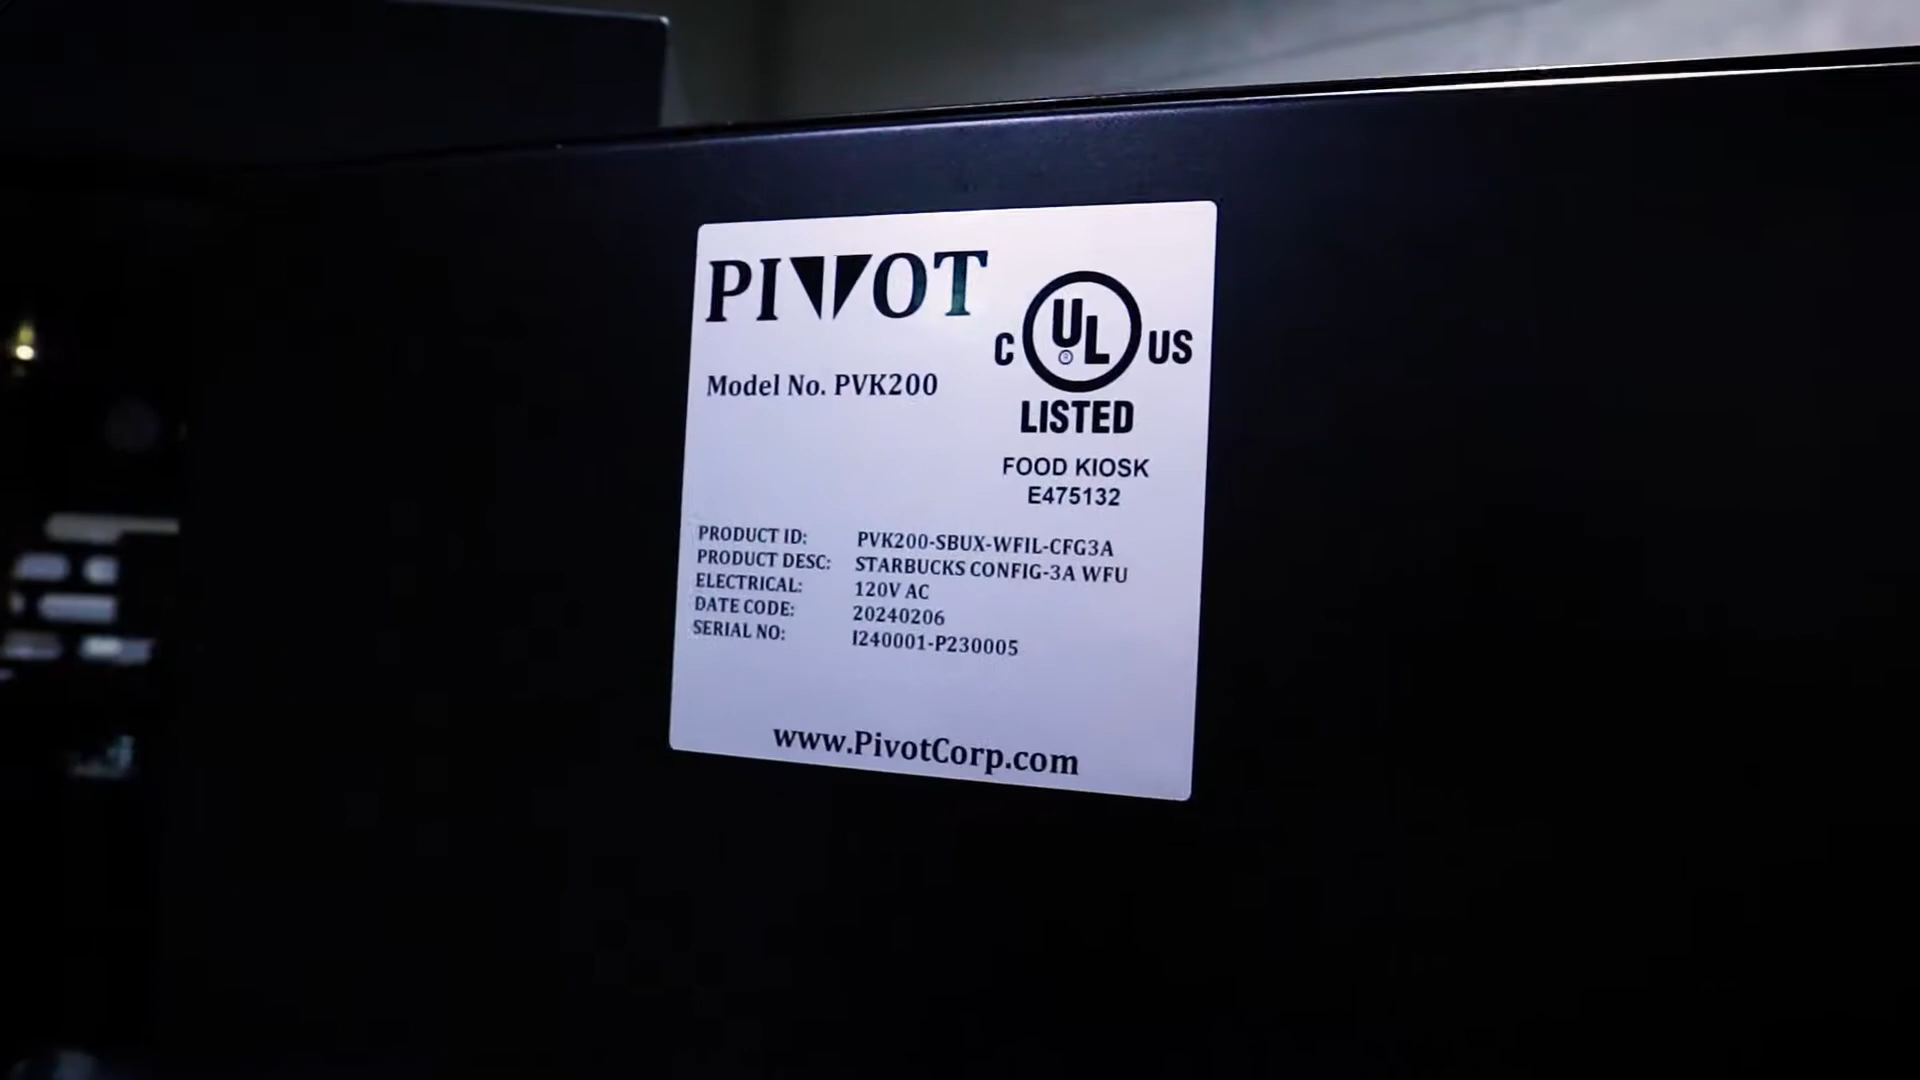 PIVOT
C UL US
®
LISTED
Model No. PVK200
FOOD KIOSK
E475132
PRODUCT ID: PVK200-SBUX-WFIL-CFG3A
PRODUCT DESC: STARBUCKS CONFIG-3A WFU
ELECTRICAL: 120V AC
DATE CODE: 20240206
SERIAL NO: I240001-P230005
www.PivotCorp.com